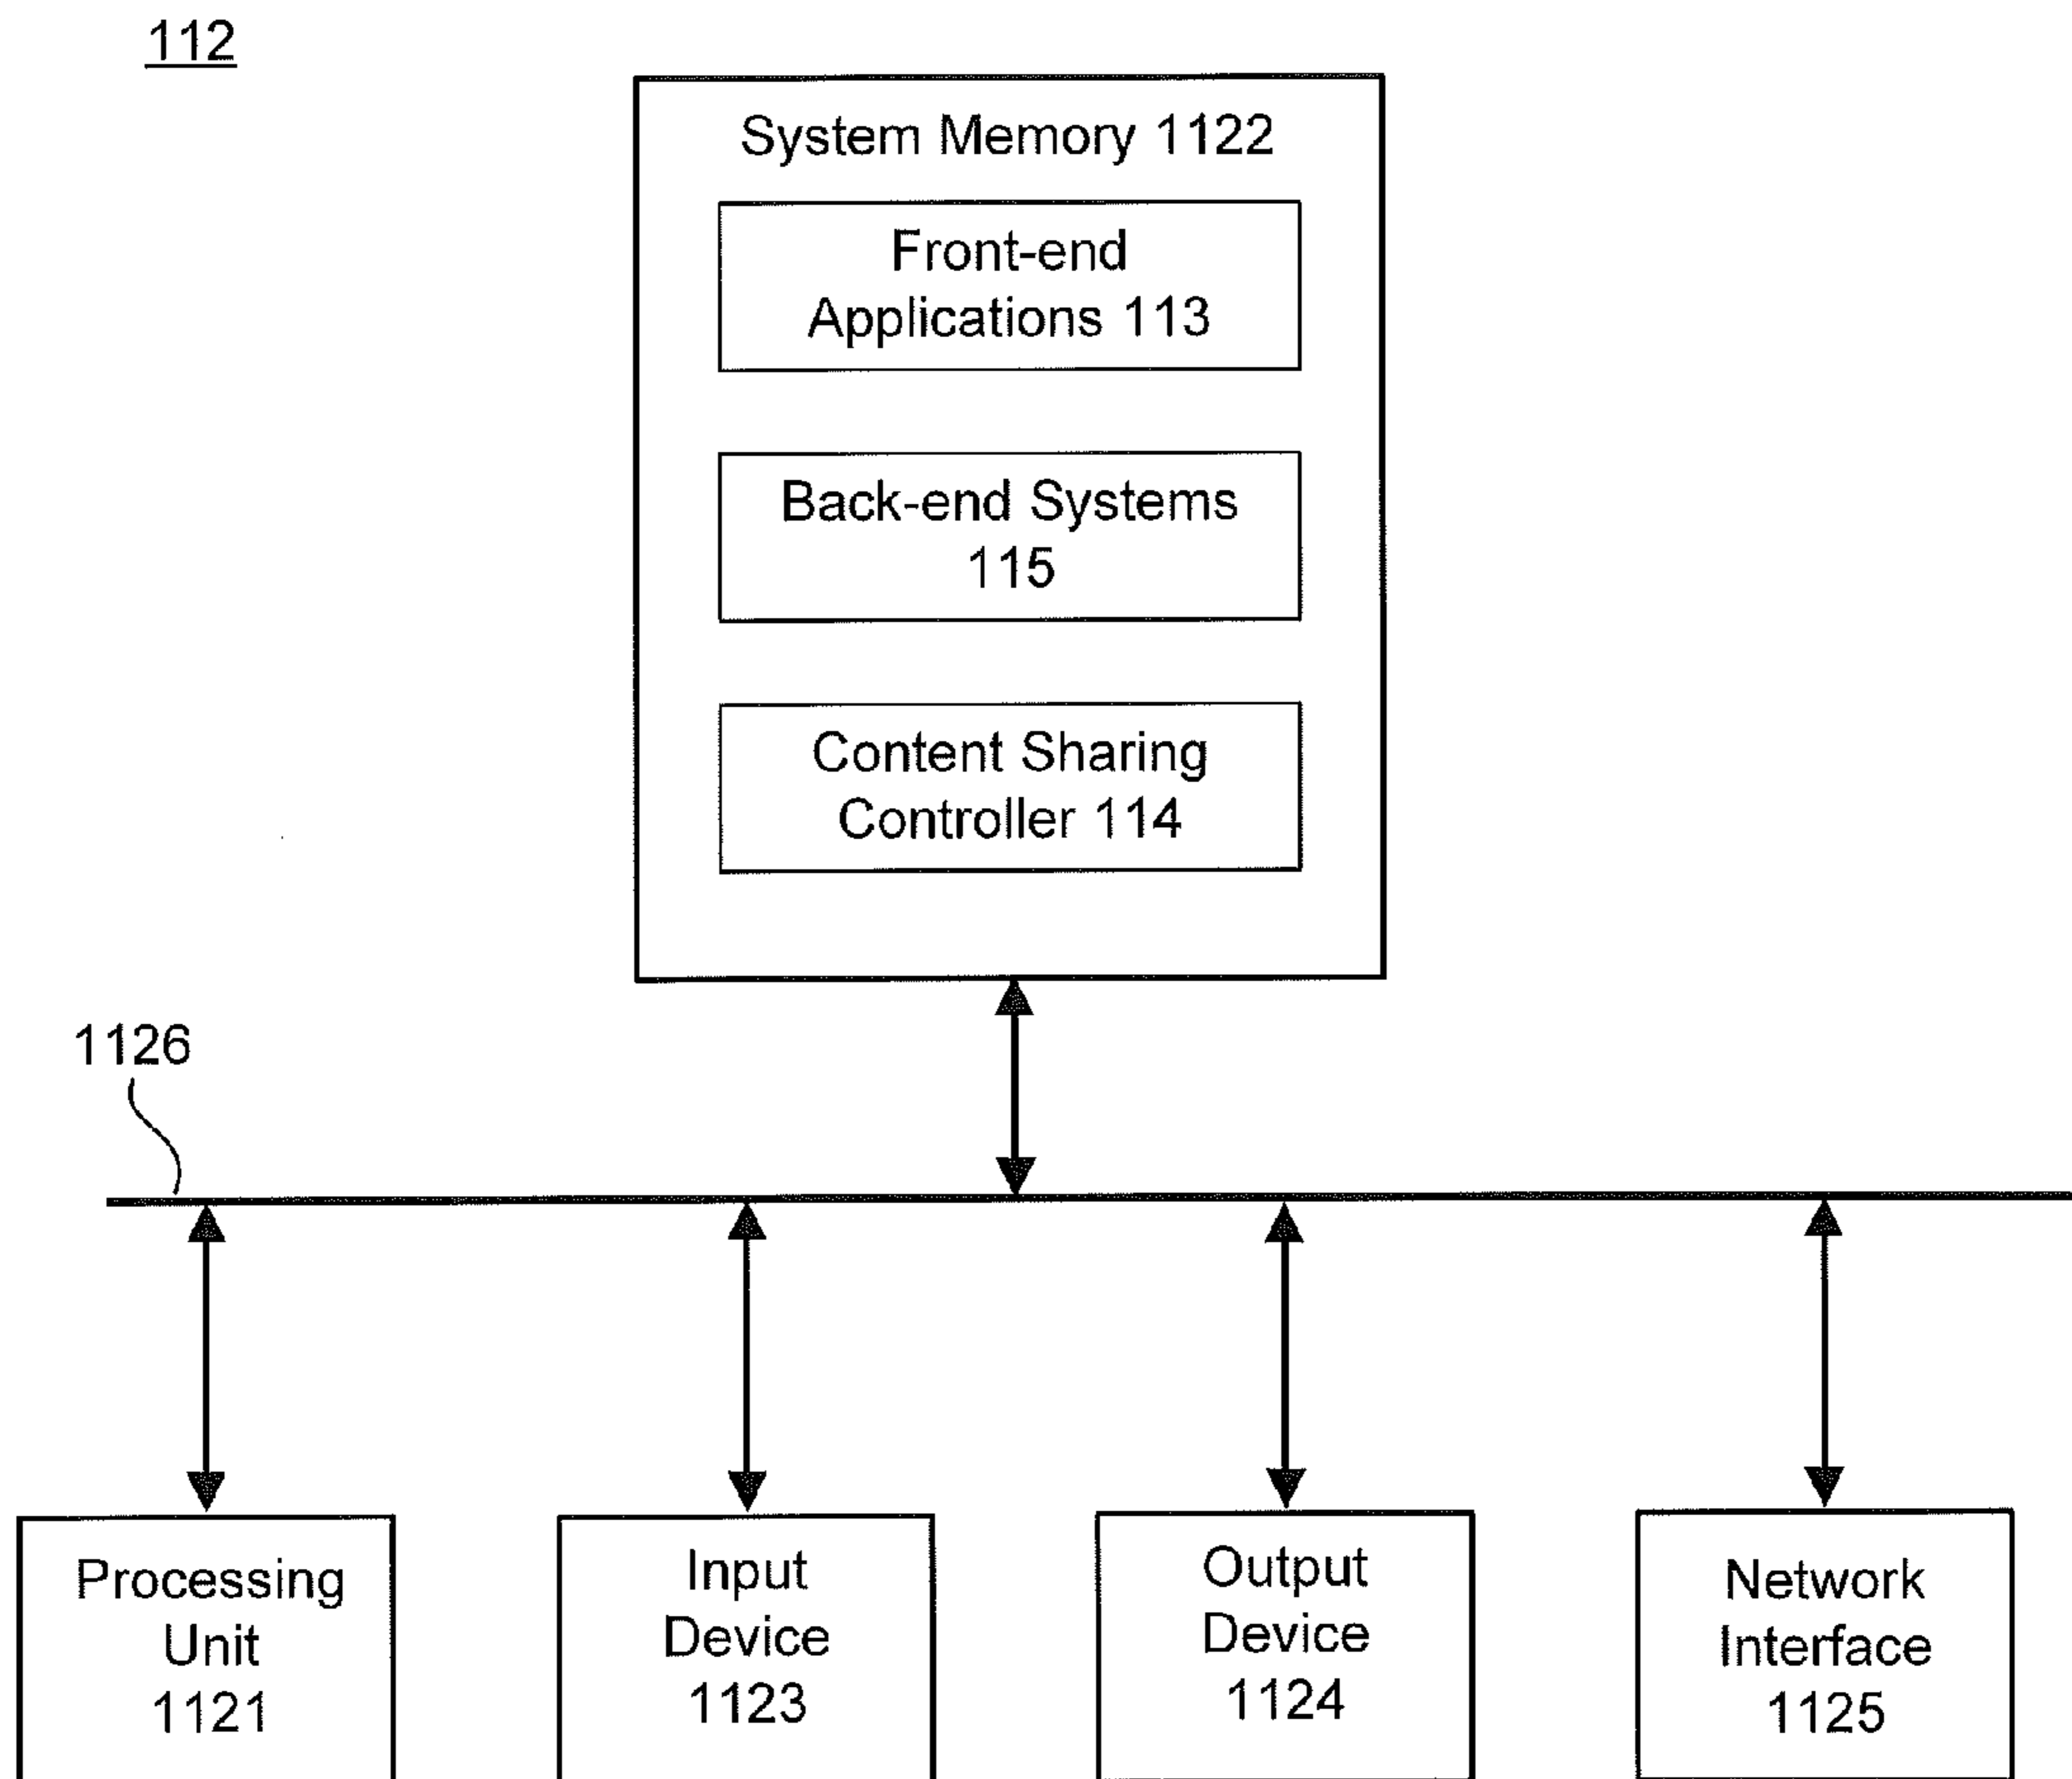 112
System Memory 1122
Front-end
Applications 113
Back-end Systems
115
Content Sharing
Controller 114
1126
Processing
Unit
1121
Input
Device
1123
Output
Device
1124
Network
Interface
1125